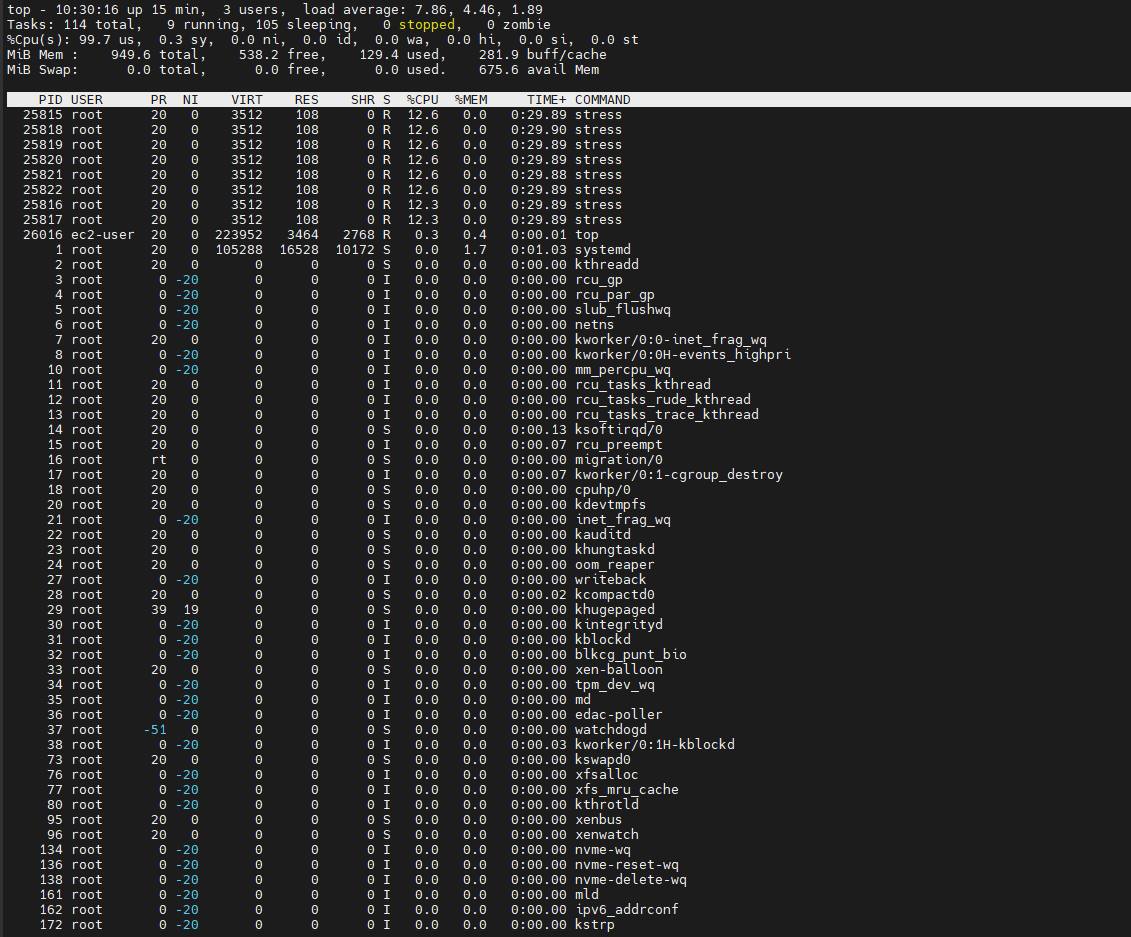 top - 10:30:16 up 15 min,  3 users,  load average: 7.86, 4.46, 1.89
Tasks: 114 total,   9 running, 105 sleeping,   0 stopped,   0 zombie
%Cpu(s): 99.7 us,  0.3 sy,  0.0 ni,  0.0 id,  0.0 wa,  0.0 hi,  0.0 si,  0.0 st
MiB Mem :    949.6 total,    538.2 free,    129.4 used,    281.9 buff/cache
MiB Swap:      0.0 total,      0.0 free,      0.0 used.    675.6 avail Mem
PID USER      PR  NI    VIRT    RES    SHR S  %CPU  %MEM     TIME+ COMMAND
25815 root      20   0    3512    108      0 R  12.6   0.0   0:29.89 stress
25818 root      20   0    3512    108      0 R  12.6   0.0   0:29.90 stress
25819 root      20   0    3512    108      0 R  12.6   0.0   0:29.89 stress
25820 root      20   0    3512    108      0 R  12.6   0.0   0:29.89 stress
25821 root      20   0    3512    108      0 R  12.6   0.0   0:29.88 stress
25822 root      20   0    3512    108      0 R  12.6   0.0   0:29.89 stress
25816 root      20   0    3512    108      0 R  12.3   0.0   0:29.89 stress
25817 root      20   0    3512    108      0 R  12.3   0.0   0:29.89 stress
26016 ec2-user  20   0  223952   3464   2768 R   0.3   0.4   0:00.01 top
1 root      20   0  105288  16528  10172 S   0.0   1.7   0:01.03 systemd
2 root      20   0       0      0      0 S   0.0   0.0   0:00.00 kthreadd
3 root       0 -20       0      0      0 I   0.0   0.0   0:00.00 rcu_gp
4 root       0 -20       0      0      0 I   0.0   0.0   0:00.00 rcu_par_gp
5 root       0 -20       0      0      0 I   0.0   0.0   0:00.00 slub_flushwq
6 root       0 -20       0      0      0 I   0.0   0.0   0:00.00 netns
7 root      20   0       0      0      0 I   0.0   0.0   0:00.00 kworker/0:0-inet_frag_wq
8 root       0 -20       0      0      0 I   0.0   0.0   0:00.00 kworker/0:0H-events_highpri
10 root       0 -20       0      0      0 I   0.0   0.0   0:00.00 mm_percpu_wq
11 root      20   0       0      0      0 I   0.0   0.0   0:00.00 rcu_tasks_kthread
12 root      20   0       0      0      0 I   0.0   0.0   0:00.00 rcu_tasks_rude_kthread
13 root      20   0       0      0      0 I   0.0   0.0   0:00.00 rcu_tasks_trace_kthread
14 root      20   0       0      0      0 S   0.0   0.0   0:00.13 ksoftirqd/0
15 root      20   0       0      0      0 I   0.0   0.0   0:00.07 rcu_preempt
16 root      rt   0       0      0      0 S   0.0   0.0   0:00.00 migration/0
17 root      20   0       0      0      0 I   0.0   0.0   0:00.07 kworker/0:1-cgroup_destroy
18 root      20   0       0      0      0 S   0.0   0.0   0:00.00 cpuhp/0
20 root      20   0       0      0      0 S   0.0   0.0   0:00.00 kdevtmpfs
21 root       0 -20       0      0      0 I   0.0   0.0   0:00.00 inet_frag_wq
22 root      20   0       0      0      0 S   0.0   0.0   0:00.00 kauditd
23 root      20   0       0      0      0 S   0.0   0.0   0:00.00 khungtaskd
24 root      20   0       0      0      0 S   0.0   0.0   0:00.00 oom_reaper
27 root       0 -20       0      0      0 I   0.0   0.0   0:00.00 writeback
28 root      20   0       0      0      0 S   0.0   0.0   0:00.02 kcompactd0
29 root      39  19       0      0      0 S   0.0   0.0   0:00.00 khugepaged
30 root       0 -20       0      0      0 I   0.0   0.0   0:00.00 kintegrityd
31 root       0 -20       0      0      0 I   0.0   0.0   0:00.00 kblockd
32 root       0 -20       0      0      0 I   0.0   0.0   0:00.00 blkcg_punt_bio
33 root      20   0       0      0      0 S   0.0   0.0   0:00.00 xen-balloon
34 root       0 -20       0      0      0 I   0.0   0.0   0:00.00 tpm_dev_wq
35 root       0 -20       0      0      0 I   0.0   0.0   0:00.00 md
36 root       0 -20       0      0      0 I   0.0   0.0   0:00.00 edac-poller
37 root     -51   0       0      0      0 S   0.0   0.0   0:00.00 watchdogd
38 root       0 -20       0      0      0 I   0.0   0.0   0:00.03 kworker/0:1H-kblockd
73 root      20   0       0      0      0 S   0.0   0.0   0:00.00 kswapd0
76 root       0 -20       0      0      0 I   0.0   0.0   0:00.00 xfsalloc
77 root       0 -20       0      0      0 I   0.0   0.0   0:00.00 xfs_mru_cache
80 root       0 -20       0      0      0 I   0.0   0.0   0:00.00 kthrotld
95 root      20   0       0      0      0 S   0.0   0.0   0:00.00 xenbus
96 root      20   0       0      0      0 S   0.0   0.0   0:00.00 xenwatch
134 root       0 -20       0      0      0 I   0.0   0.0   0:00.00 nvme-wq
136 root       0 -20       0      0      0 I   0.0   0.0   0:00.00 nvme-reset-wq
138 root       0 -20       0      0      0 I   0.0   0.0   0:00.00 nvme-delete-wq
161 root       0 -20       0      0      0 I   0.0   0.0   0:00.00 mld
162 root       0 -20       0      0      0 I   0.0   0.0   0:00.00 ipv6_addrconf
172 root       0 -20       0      0      0 I   0.0   0.0   0:00.00 kstrp